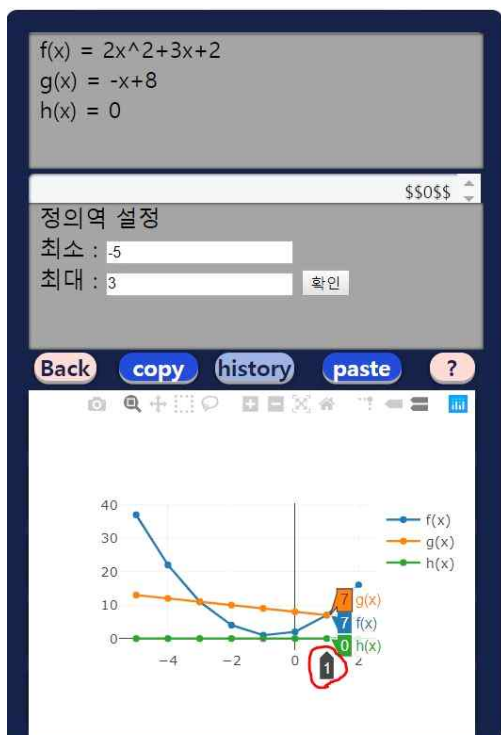 f(x) = 2x^2+3x+2
g(x) = -x+8
h(x) = 0
$$0$$
정의역 설정
최소 : -5
최대 : 3 확인
Back copy history paste ?
40
30
20
10
0
−4 −2 0 2
f(x)
g(x)
h(x)
7 g(x)
7 f(x)
0 h(x)
1